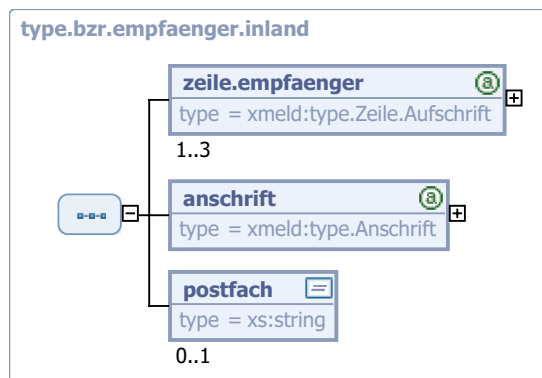 type.bzr.empfaenger.inland
zeile.empfaenger
type = xmeld:type.Zeile.Aufschrift
1..3
anschrift
type = xmeld:type.Anschrift
postfach
type = xs:string
0..1